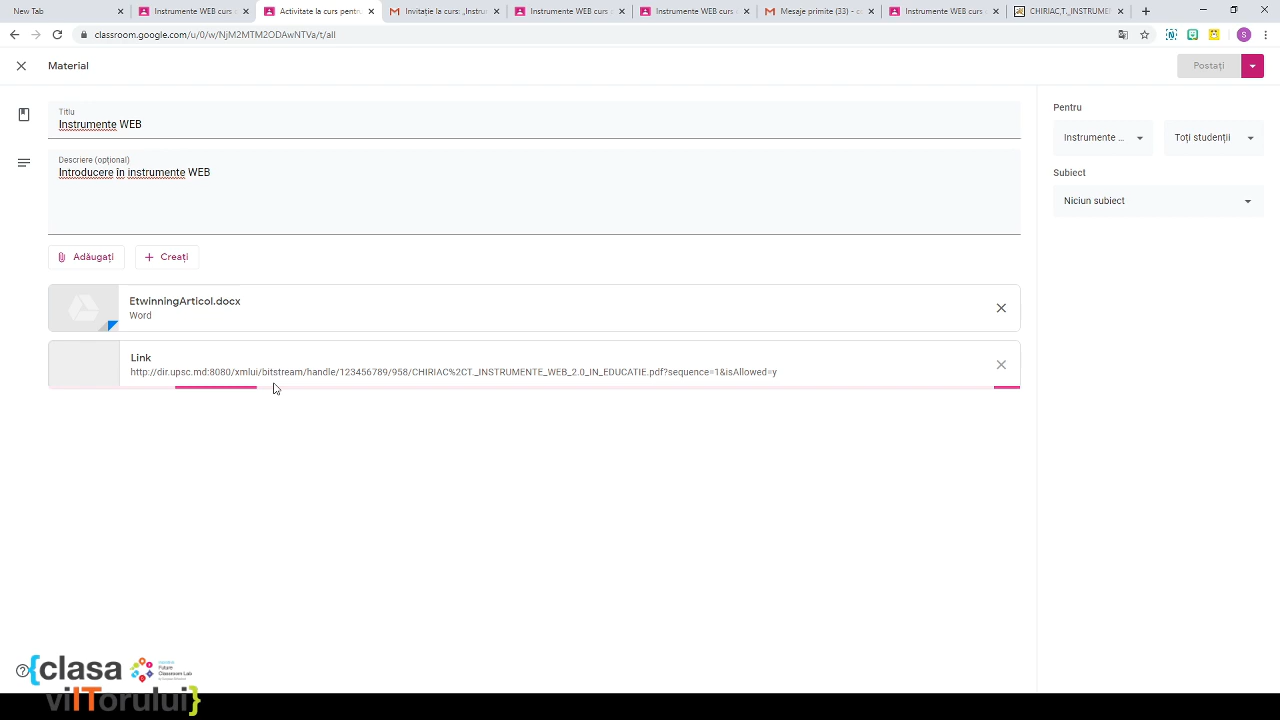 New Tab
Instrumente WEB curs
Activitate la curs pentru
Invitație la curs: „Instrum
Instrumente WEB curs
Instrumente WEB curs
Mesaje primite (33) - c
Instrumente WEB curs
CHIRIAC,T._INSTRUMEN
classroom.google.com/u/0/w/NjM2MTM2ODAwNTVa/t/all
S
Material
Postați
Titlu
Instrumente WEB
Descriere (opțional)
Introducere în instrumente WEB
Adăugați
Creați
EtwinningArticol.docx
Word
Link
http://dir.upsc.md:8080/xmlui/bitstream/handle/123456789/958/CHIRIAC%2CT._INSTRUMENTE_WEB_2.0_IN_EDUCATIE.pdf?sequence=1&isAllowed=y
Pentru
Instrumente ...
Toți studenții
Subiect
Niciun subiect
{clasa
viITorului}
Future
Classroom Lab